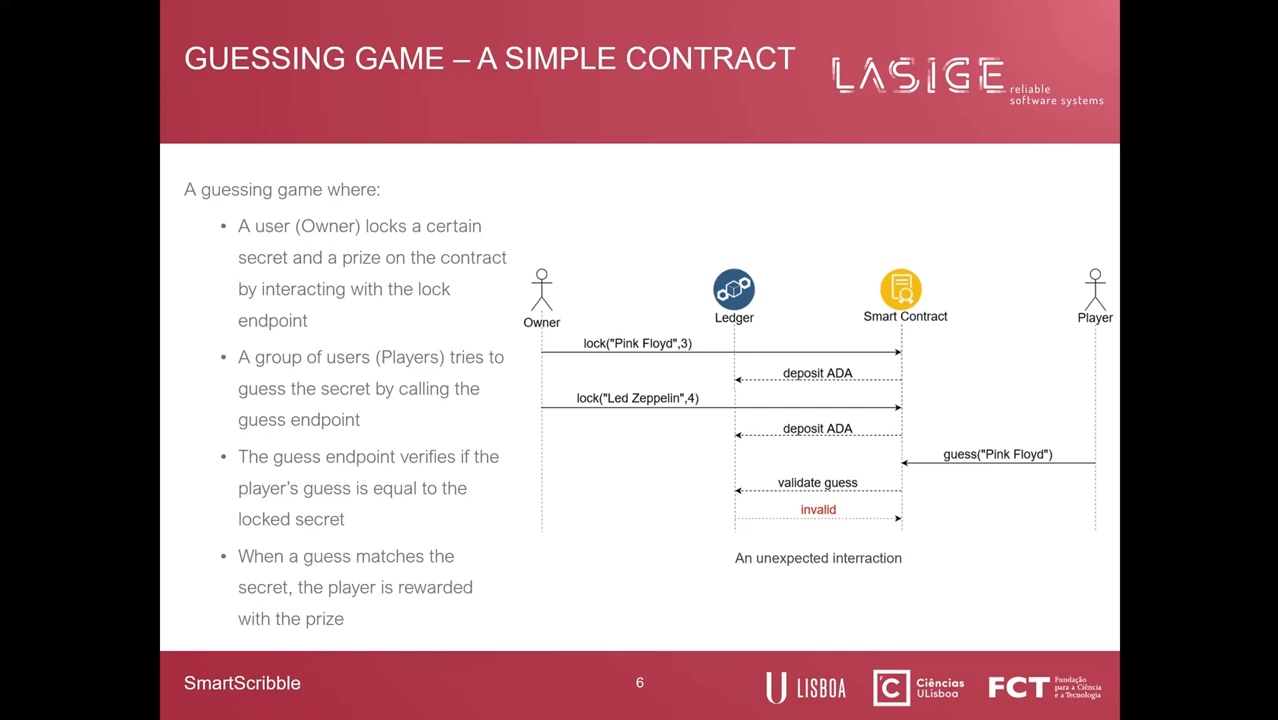 GUESSING GAME – A SIMPLE CONTRACT
LASIGE
reliable
software systems
A guessing game where:
• A user (Owner) locks a certain
secret and a prize on the contract
by interacting with the lock
endpoint
• A group of users (Players) tries to
guess the secret by calling the
guess endpoint
• The guess endpoint verifies if the
player's guess is equal to the
locked secret
• When a guess matches the
secret, the player is rewarded
with the prize
Owner
Ledger
Smart Contract
Player
lock("Pink Floyd",3)
deposit ADA
lock("Led Zeppelin",4)
deposit ADA
guess("Pink Floyd")
validate guess
invalid
An unexpected interraction
SmartScribble
6
U LISBOA
C
Ciências
ULisboa
FCT
Fundação
para a Ciência
e a Tecnologia